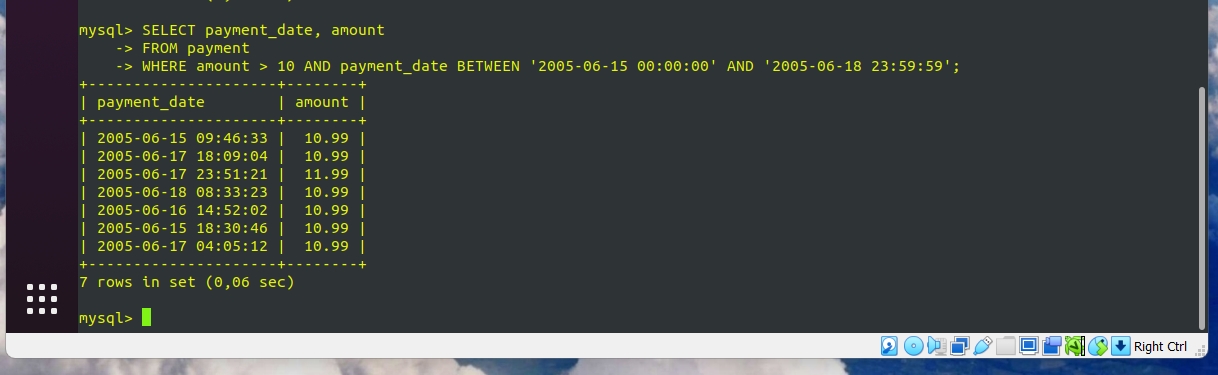 mysql> SELECT payment_date, amount
    -> FROM payment
    -> WHERE amount > 10 AND payment_date BETWEEN '2005-06-15 00:00:00' AND '2005-06-18 23:59:59';
+---------------------+--------+
| payment_date        | amount |
+---------------------+--------+
| 2005-06-15 09:46:33 |  10.99 |
| 2005-06-17 18:09:04 |  10.99 |
| 2005-06-17 23:51:21 |  11.99 |
| 2005-06-18 08:33:23 |  10.99 |
| 2005-06-16 14:52:02 |  10.99 |
| 2005-06-15 18:30:46 |  10.99 |
| 2005-06-17 04:05:12 |  10.99 |
+---------------------+--------+
7 rows in set (0,06 sec)
mysql>
Right Ctrl